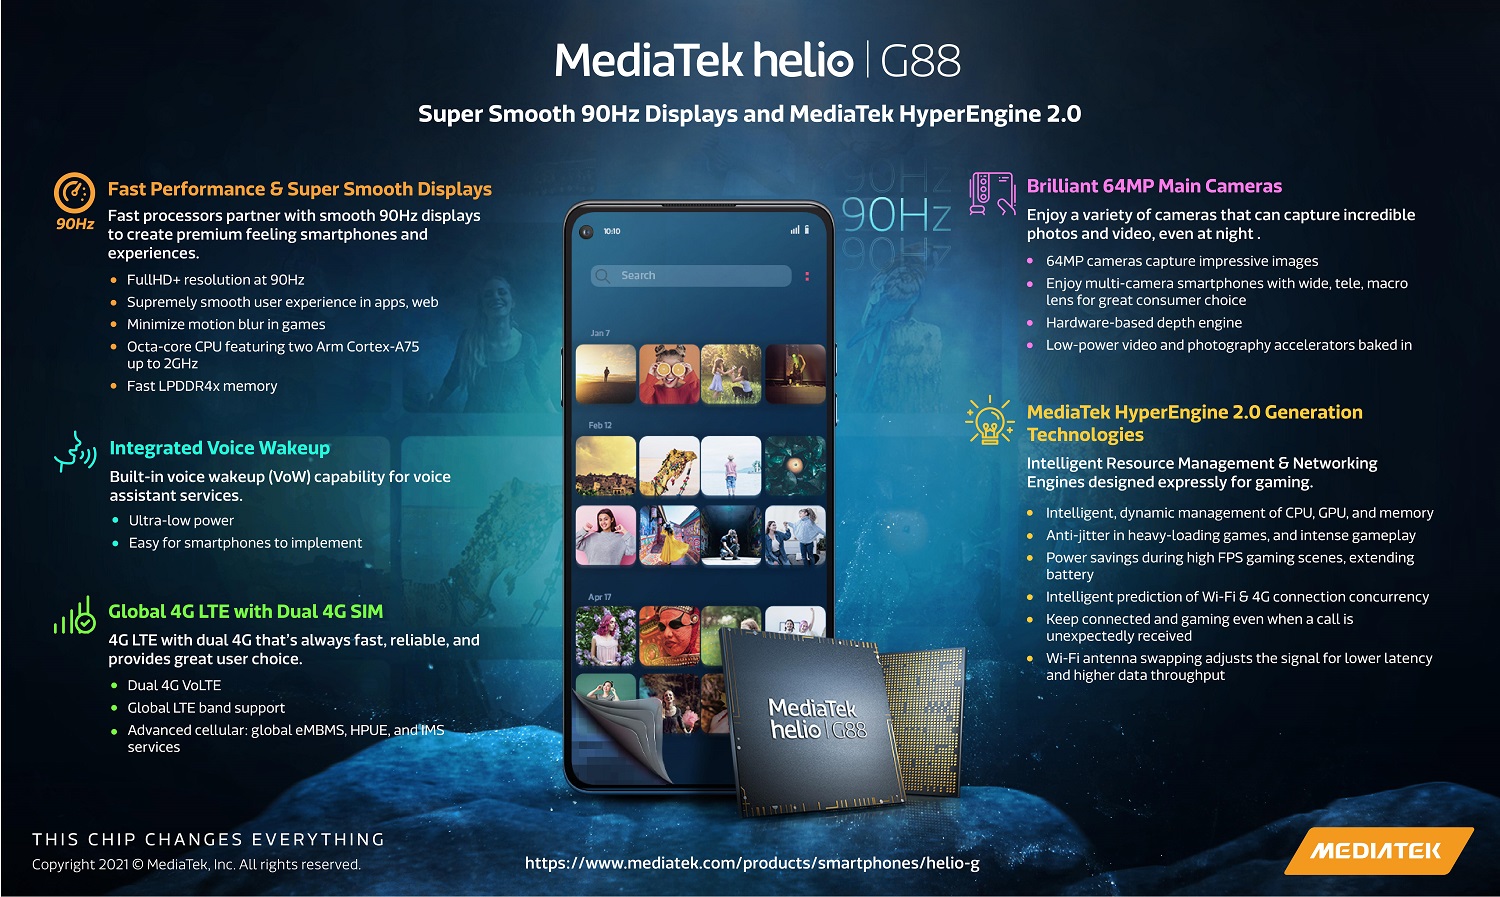 MediaTek helio | G88
Super Smooth 90Hz Displays and MediaTek HyperEngine 2.0
90Hz
Fast Performance & Super Smooth Displays
Fast processors partner with smooth 90Hz displays
to create premium feeling smartphones and
experiences.
• FullHD+ resolution at 90Hz
• Supremely smooth user experience in apps, web
• Minimize motion blur in games
• Octa-core CPU featuring two Arm Cortex-A75
up to 2GHz
• Fast LPDDR4x memory
Integrated Voice Wakeup
Built-in voice wakeup (VoW) capability for voice
assistant services.
• Ultra-low power
• Easy for smartphones to implement
Global 4G LTE with Dual 4G SIM
4G LTE with dual 4G that's always fast, reliable, and
provides great user choice.
• Dual 4G VoLTE
• Global LTE band support
• Advanced cellular: global eMBMS, HPUE, and IMS
services
10:10
Search
Jan 7
Feb 12
Apr 17
MediaTek
helio | G88
90Hz
90Hz
90Hz
Brilliant 64MP Main Cameras
Enjoy a variety of cameras that can capture incredible
photos and video, even at night .
• 64MP cameras capture impressive images
• Enjoy multi-camera smartphones with wide, tele, macro
lens for great consumer choice
• Hardware-based depth engine
• Low-power video and photography accelerators baked in
MediaTek HyperEngine 2.0 Generation
Technologies
Intelligent Resource Management & Networking
Engines designed expressly for gaming.
• Intelligent, dynamic management of CPU, GPU, and memory
• Anti-jitter in heavy-loading games, and intense gameplay
• Power savings during high FPS gaming scenes, extending
battery
• Intelligent prediction of Wi-Fi & 4G connection concurrency
• Keep connected and gaming even when a call is
unexpectedly received
• Wi-Fi antenna swapping adjusts the signal for lower latency
and higher data throughput
THIS CHIP CHANGES EVERYTHING
Copyright 2021 © MediaTek, Inc. All rights reserved.
https://www.mediatek.com/products/smartphones/helio-g
MEDIATEK